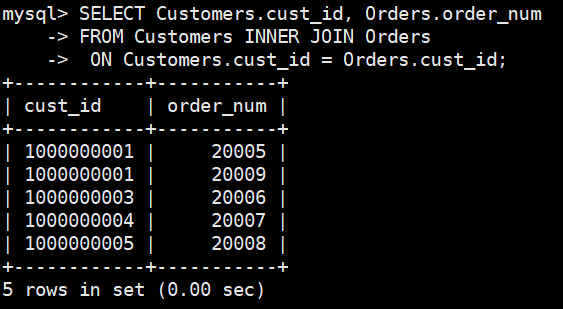 mysql> SELECT Customers.cust_id, Orders.order_num
    -> FROM Customers INNER JOIN Orders
    ->  ON Customers.cust_id = Orders.cust_id;
+------------+-----------+
| cust_id    | order_num |
+------------+-----------+
| 1000000001 |     20005 |
| 1000000001 |     20009 |
| 1000000003 |     20006 |
| 1000000004 |     20007 |
| 1000000005 |     20008 |
+------------+-----------+
5 rows in set (0.00 sec)